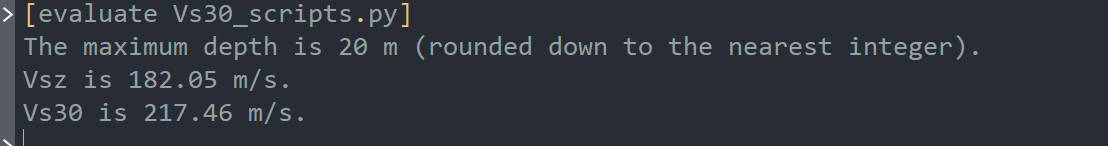 [evaluate Vs30_scripts.py]
The maximum depth is 20 m (rounded down to the nearest integer).
Vsz is 182.05 m/s.
Vs30 is 217.46 m/s.